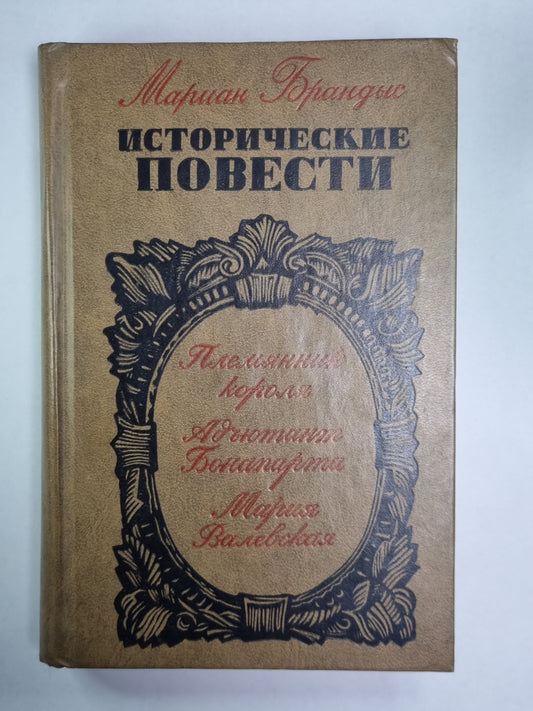 Мариан Брандыс
ИСТОРИЧЕСКИЕ
ПОВЕСТИ
Племянник
короля
Адъютант
Бонапарта
Мария
Валевская